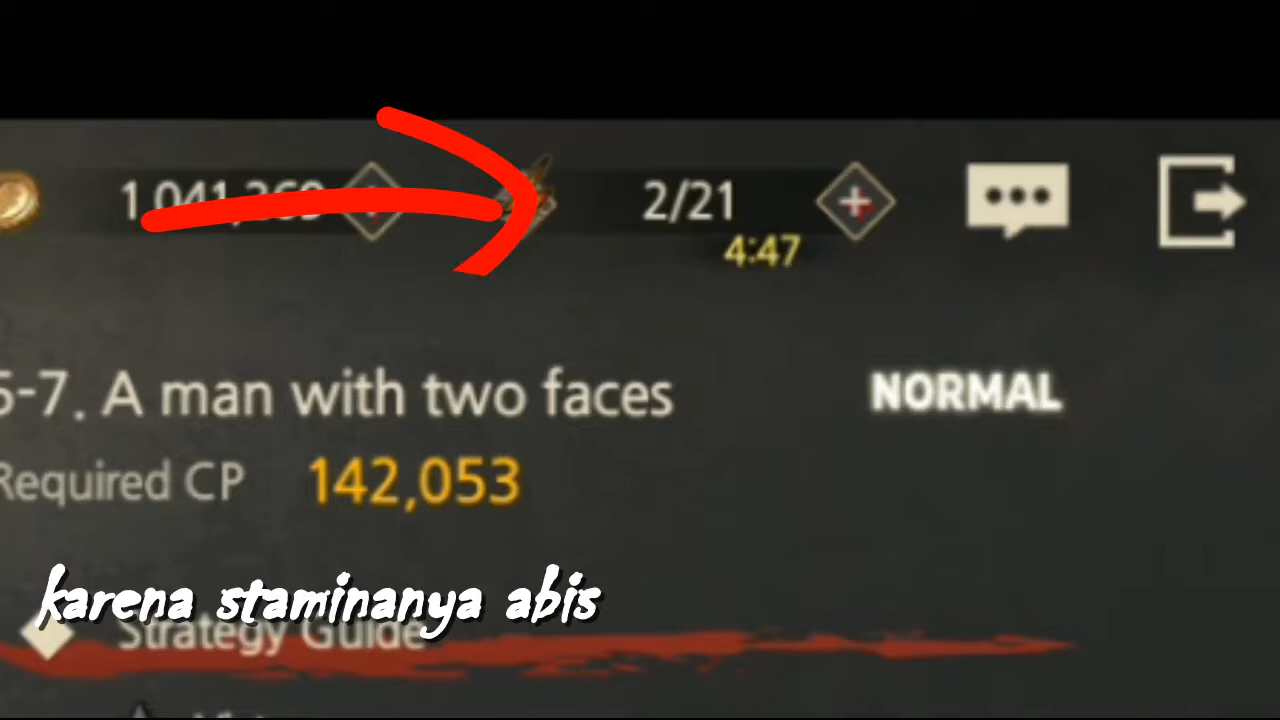 2/21
4:47
5-7. A man with two faces
NORMAL
Required CP 142,053
karena staminanya abis
Strategy Guide